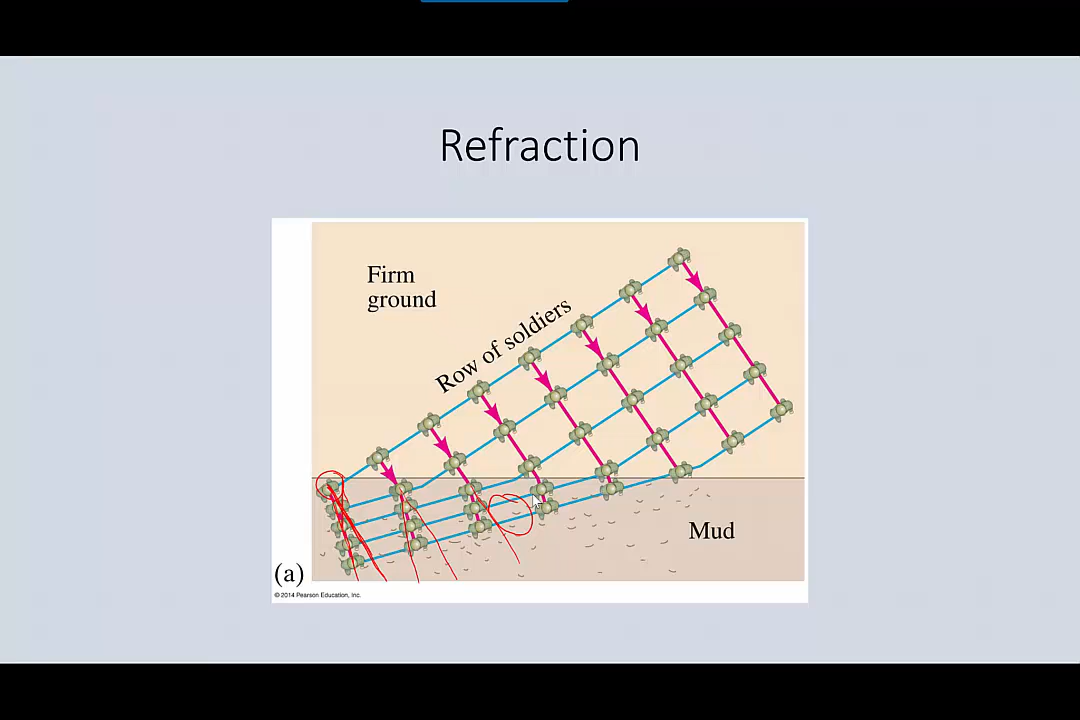 Refraction
Firm
ground
Row of soldiers
Mud
(a)
© 2014 Pearson Education, Inc.